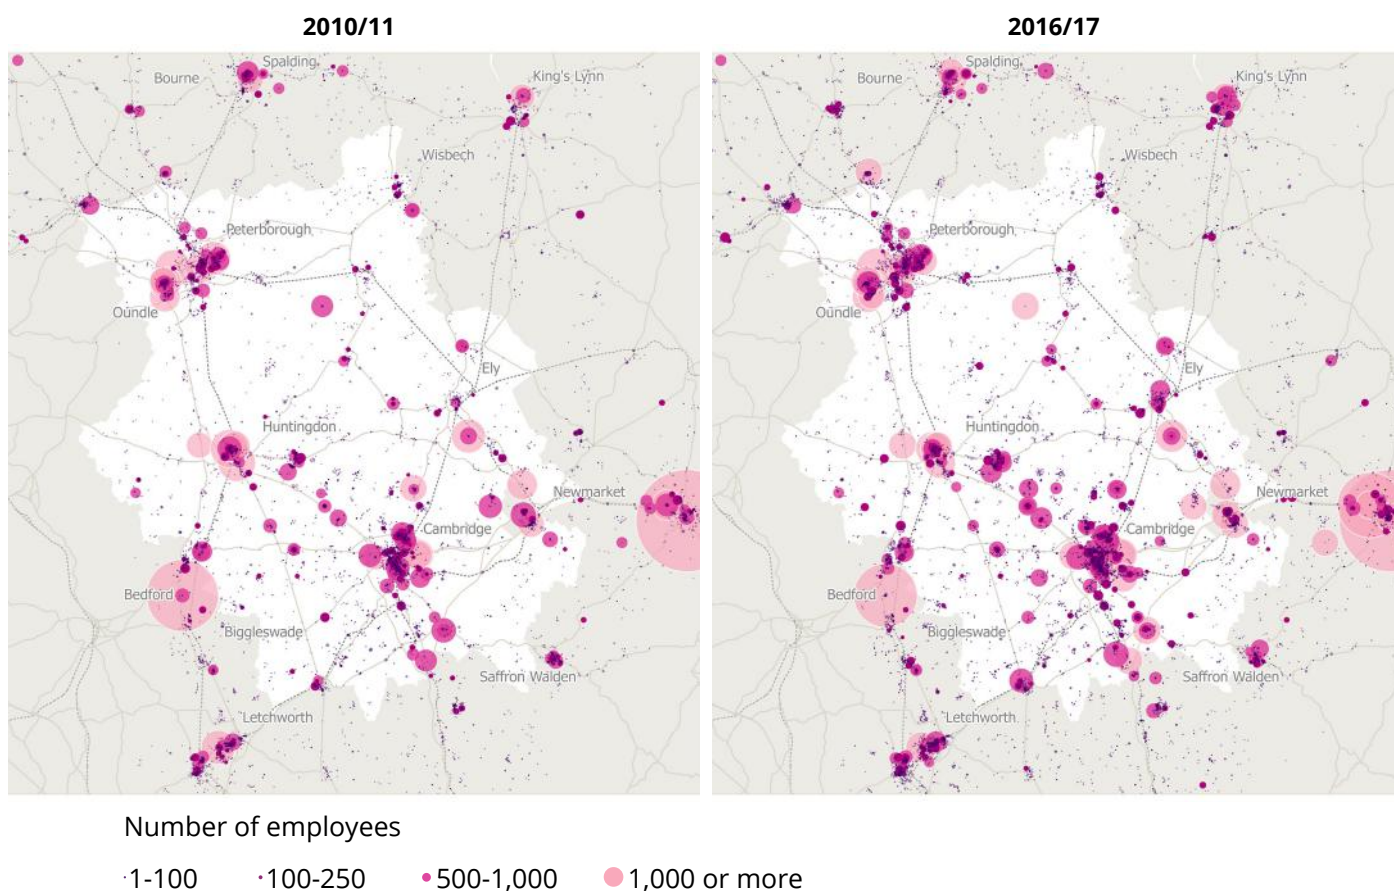 2010/11 2016/17
Spalding Spalding
Bourne King's Lynn Bourne King's Lynn
Wisbech Wisbech
Peterborough Peterborough
Oundle Oundle
Ely Ely
Huntingdon Huntingdon
Newmarket Newmarket
Cambridge Cambridge
Bedford Bedford
Biggleswade Biggleswade
Saffron Walden Saffron Walden
Letchworth Letchworth
Number of employees
1-100 100-250 500-1,000 1,000 or more